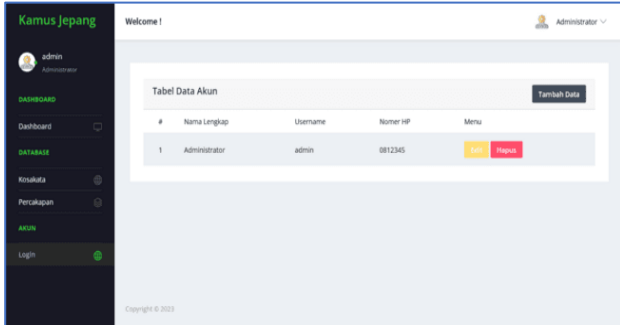 Kamus Jepang
Welcome !
Administrator
admin
Administrator
DASHBOARD
Dashboard
DATABASE
Kosakata
Percakapan
AKUN
Login
Tabel Data Akun
Tambah Data
# Nama Lengkap Username Nomer HP Menu
1 Administrator admin 0812345 Edit Hapus
Copyright © 2023